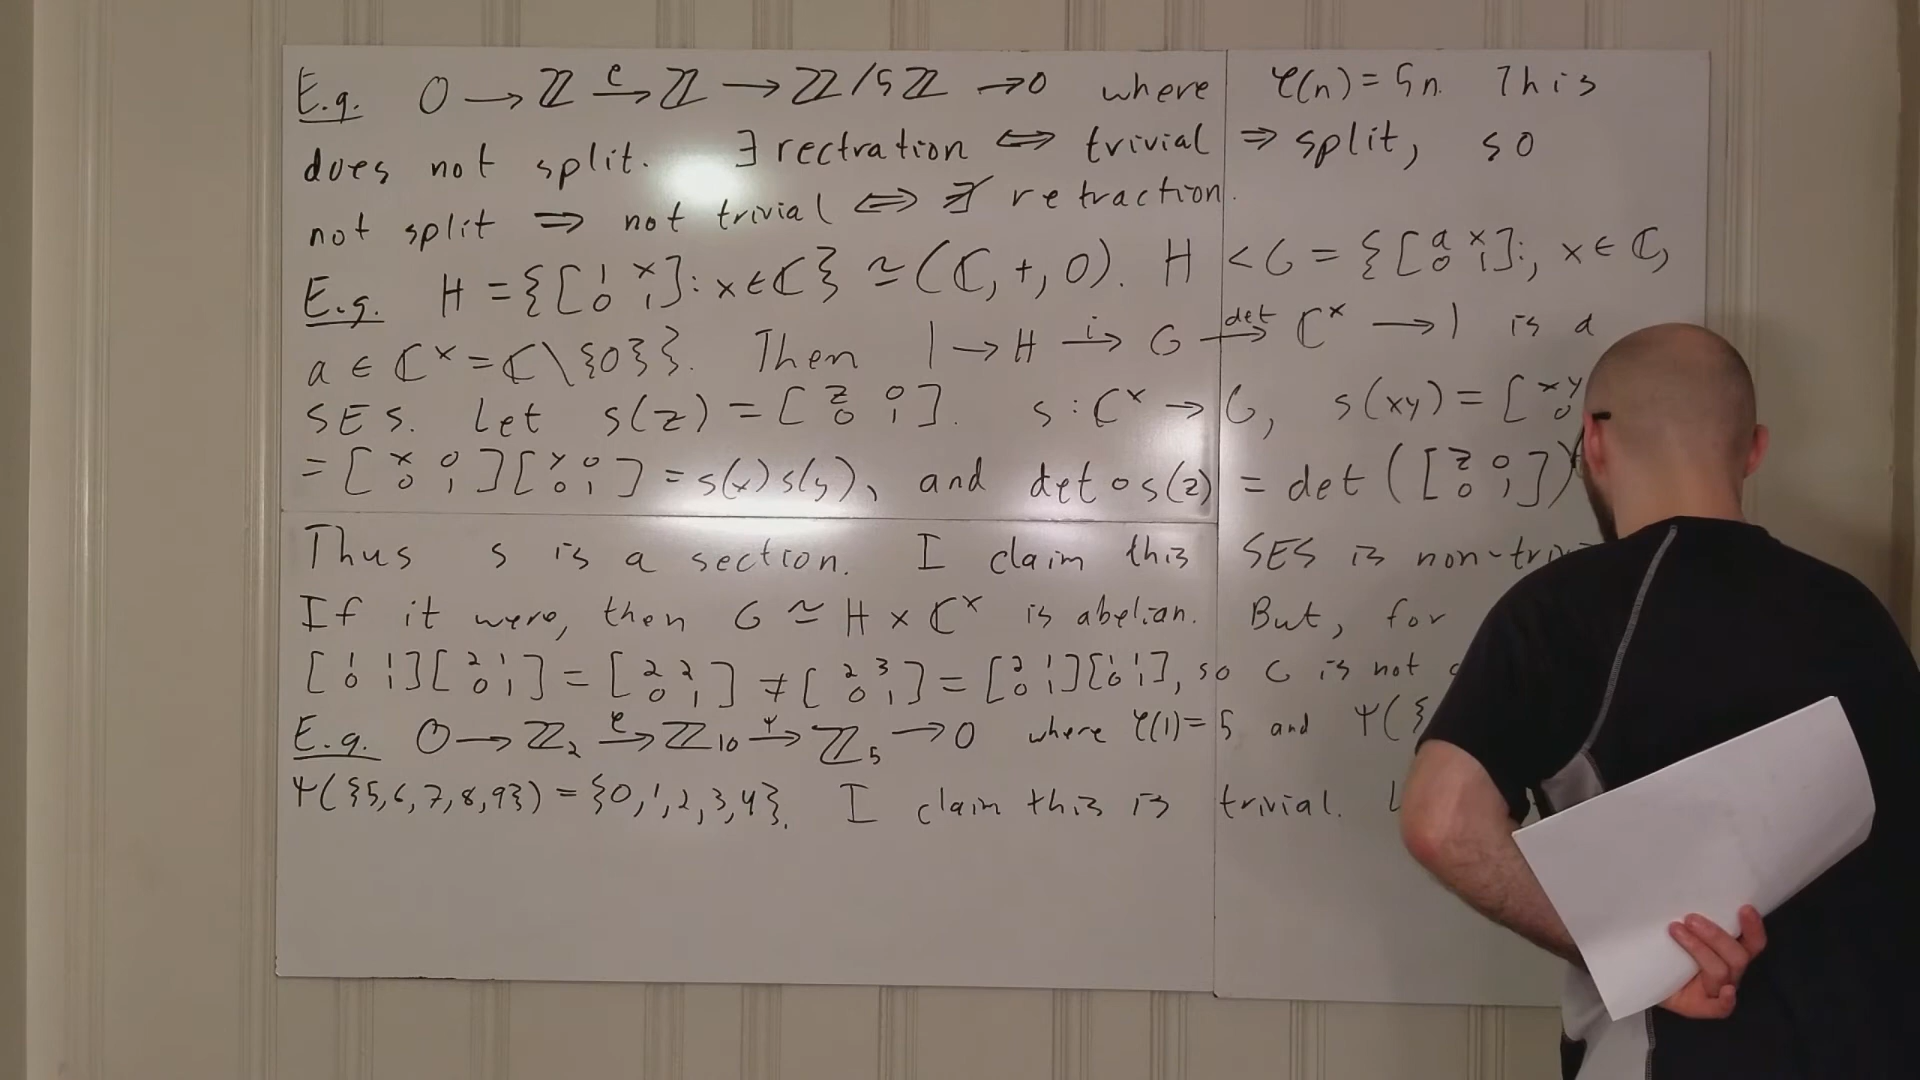 E.g. 0 → ℤ →^φ ℤ → ℤ/5ℤ → 0 where φ(n) = 5n. This
does not split. ∃ rectration ⇔ trivial ⇒ split, so
not split ⇒ not trivial ⇔ ∄ retraction.
E.g. H = {[1 x; 0 1] : x ∈ ℂ} ≃ (ℂ, +, 0). H < G = {[a x; 0 1] :, x ∈ ℂ,
a ∈ ℂ^× = ℂ\{0}}. Then 1 → H →^i G →^det ℂ^× → 1 is a
SES. Let s(z) = [z 0; 0 1]. s : ℂ^× → G, s(xy) = [xy 0
= [x 0; 0 1][y 0; 0 1] = s(x)s(y), and det∘s(z) = det([z 0; 0 1])
Thus s is a section. I claim this SES is non-
If it were, then G ≃ H × ℂ^× is abelian. But, for
[1 1; 0 1][2 1; 0 1] = [2 2; 0 1] ≠ [2 3; 0 1] = [2 1; 0 1][1 1; 0 1], so G is not
E.g. 0 → ℤ₂ →^φ ℤ₁₀ →^ψ ℤ₅ → 0 where φ(1) = 5 and ψ({
ψ({5,6,7,8,9}) = {0,1,2,3,4}. I claim this is trivial.